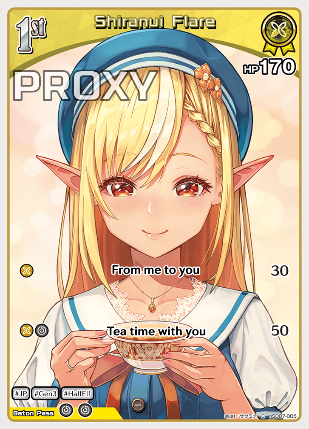 1st
Shiranui Flare
HP170
PROXY
From me to you 30
Tea time with you 50
#JP #Gen3 #HalfElf
Baton Pass